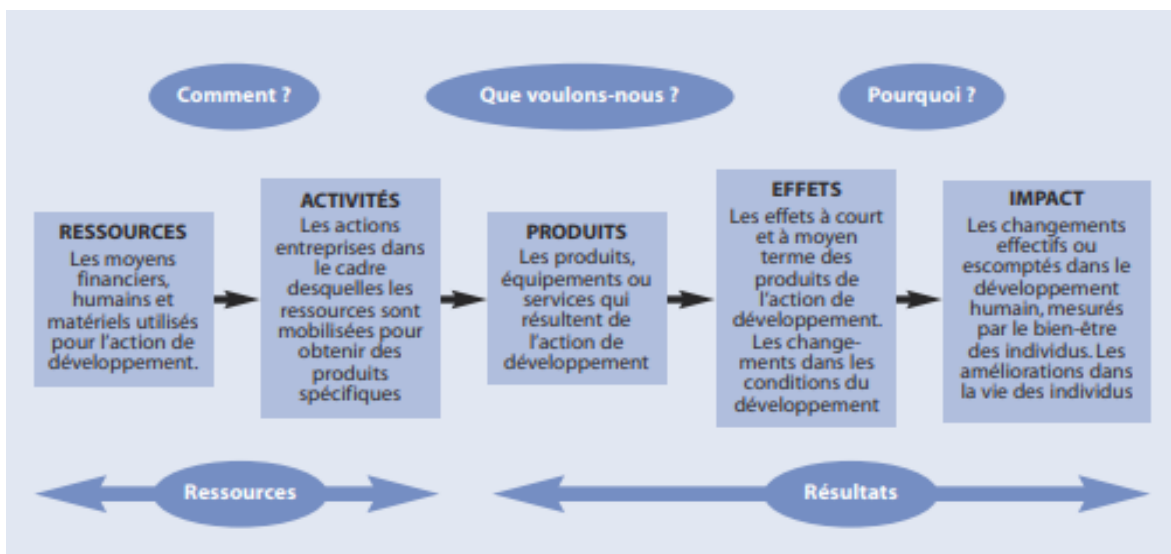 Comment ?
Que voulons-nous ?
Pourquoi ?
RESSOURCES
Les moyens
financiers,
humains et
matériels utilisés
pour l'action de
développement.
ACTIVITÉS
Les actions
entreprises dans
le cadre
desquelles les
ressources sont
mobilisées pour
obtenir des
produits
spécifiques
PRODUITS
Les produits,
équipements ou
services qui
résultent de
l'action de
développement
EFFETS
Les effets à court
et à moyen
terme des
produits de
l'action de
développement.
Les change-
ments dans les
conditions du
développement
IMPACT
Les changements
effectifs ou
escomptés dans le
développement
humain, mesurés
par le bien-être
des individus. Les
améliorations dans
la vie des individus
Ressources
Résultats